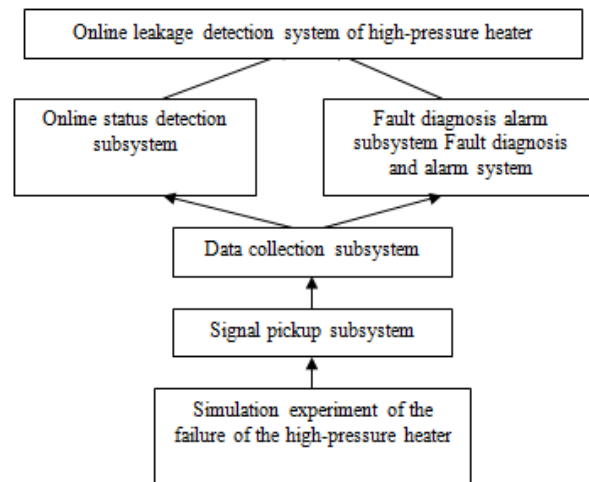 Online leakage detection system of high-pressure heater
Online status detection
subsystem
Fault diagnosis alarm
subsystem Fault diagnosis
and alarm system
Data collection subsystem
Signal pickup subsystem
Simulation experiment of the
failure of the high-pressure heater